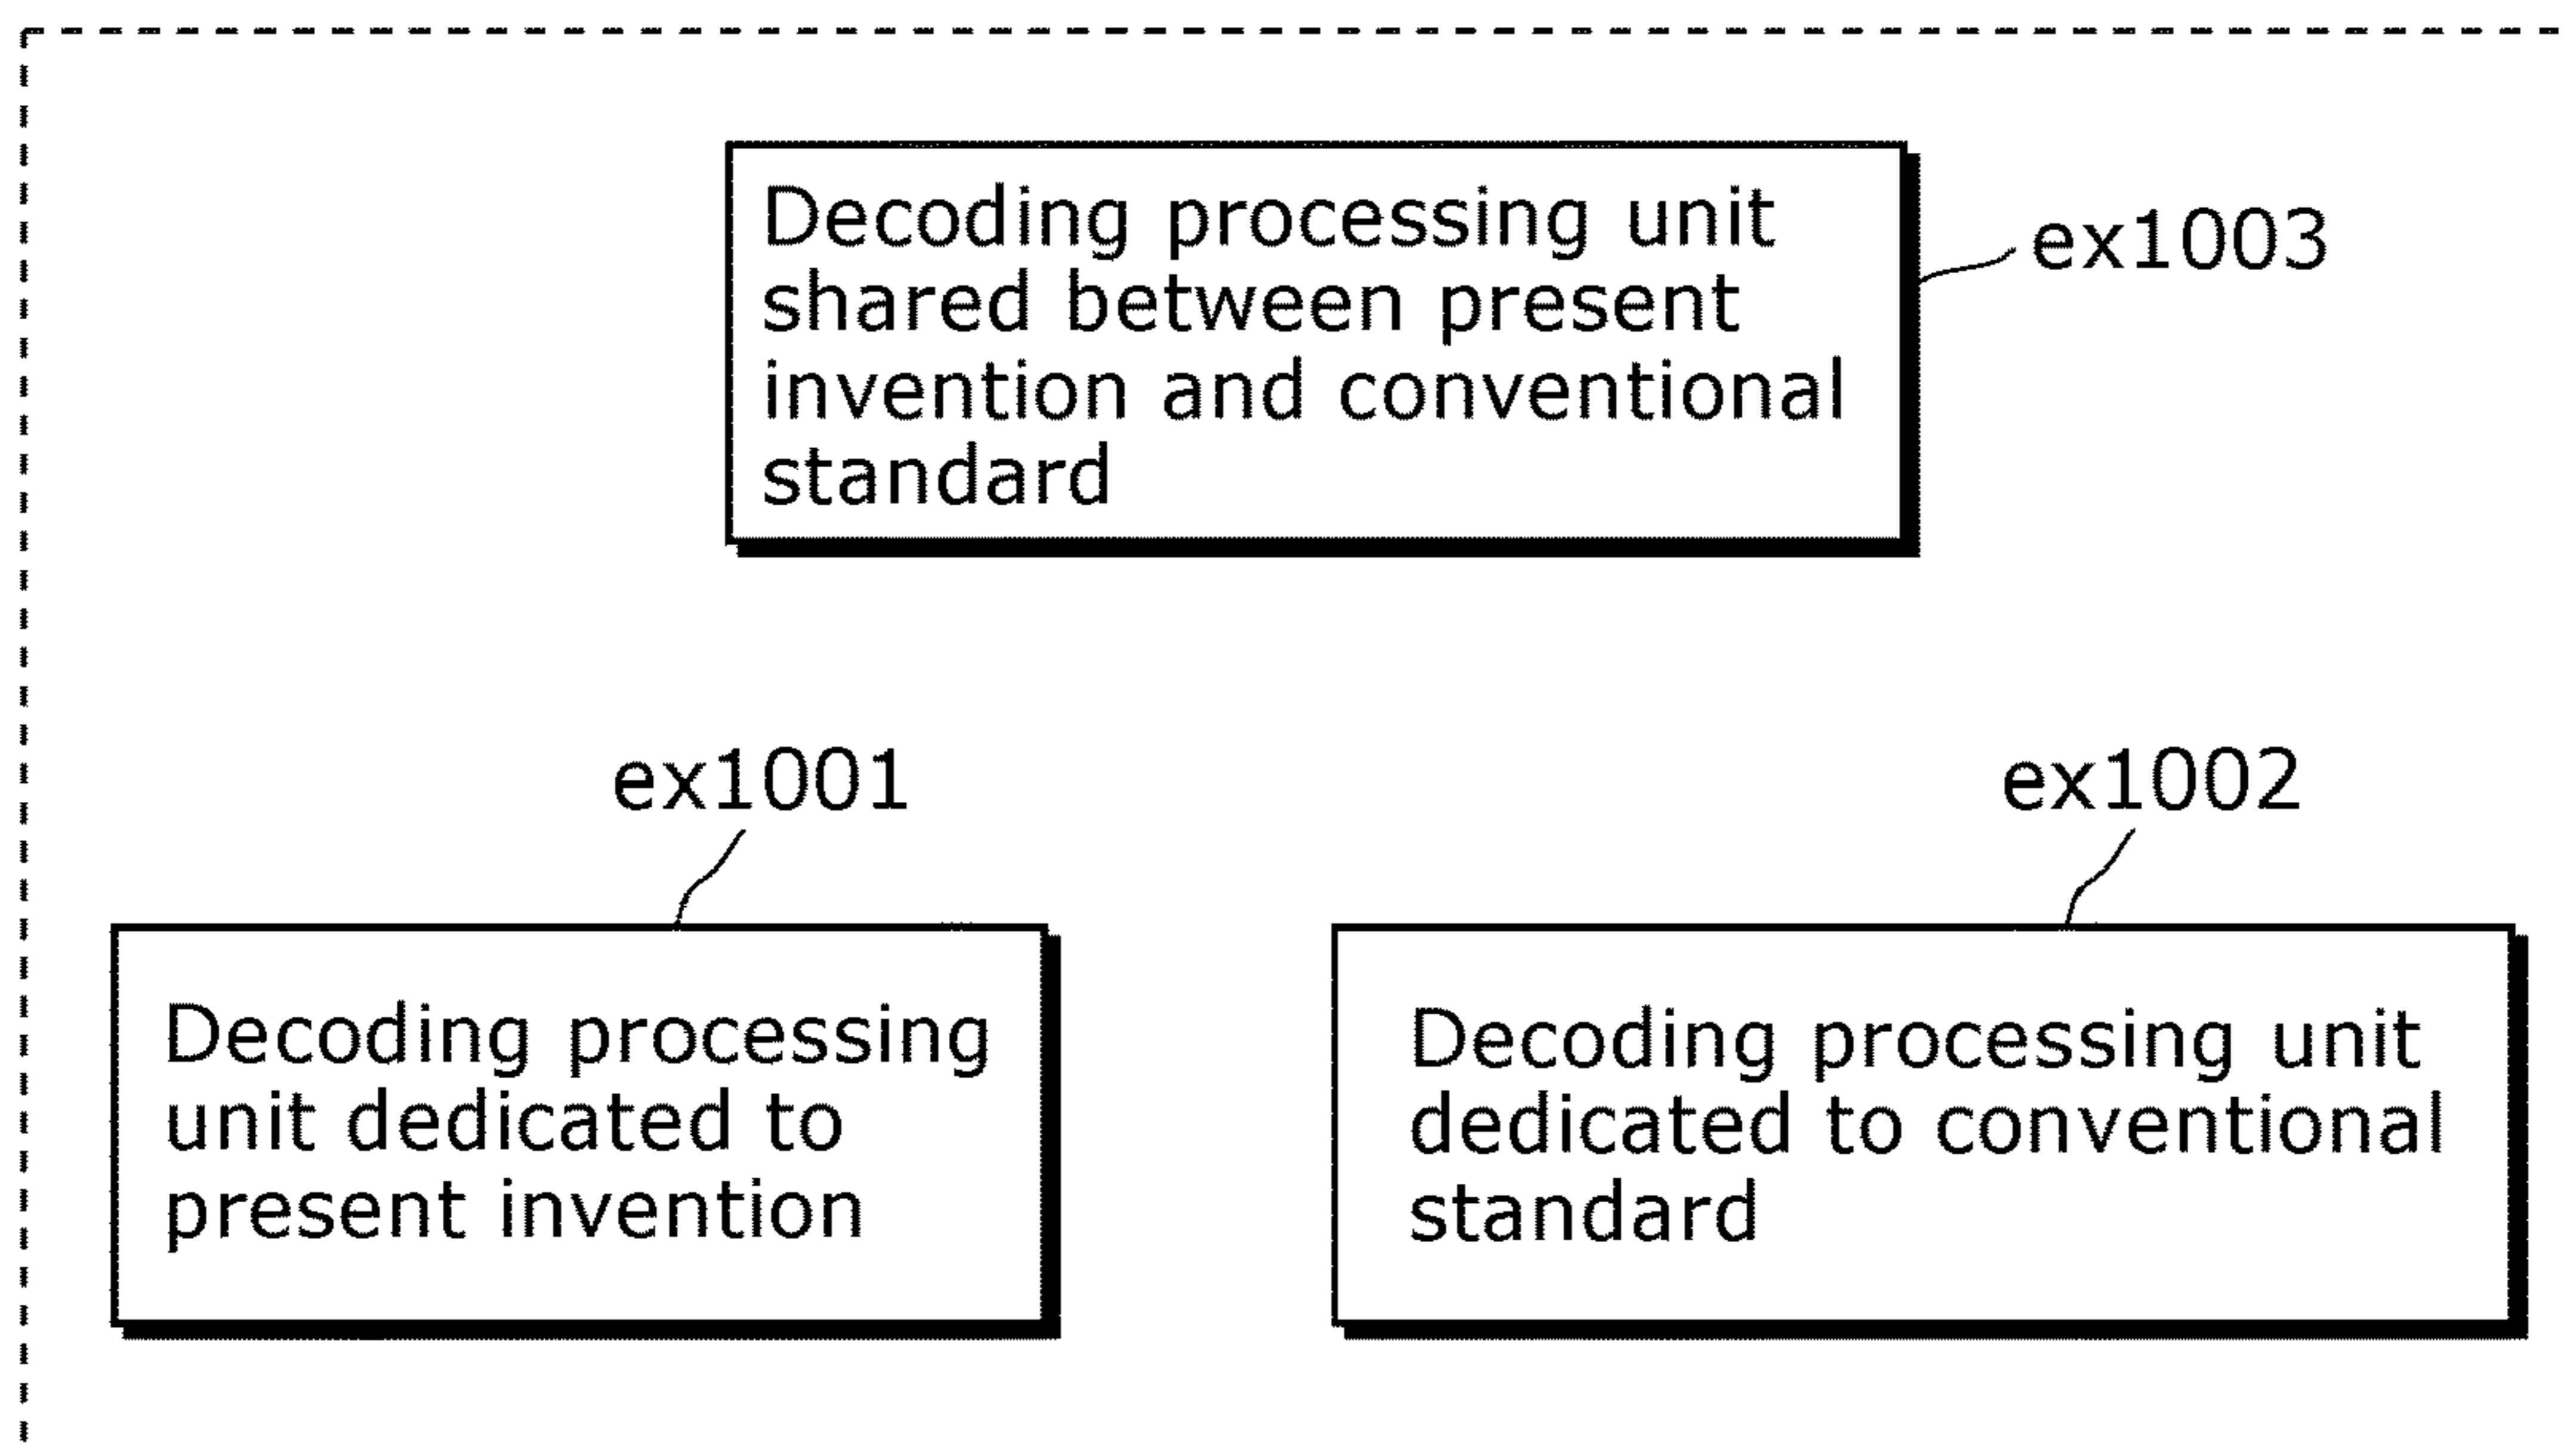 Decoding processing unit
shared between present
invention and conventional
standard
ex1003
ex1001
ex1002
Decoding processing
unit dedicated to
present invention
Decoding processing unit
dedicated to conventional
standard